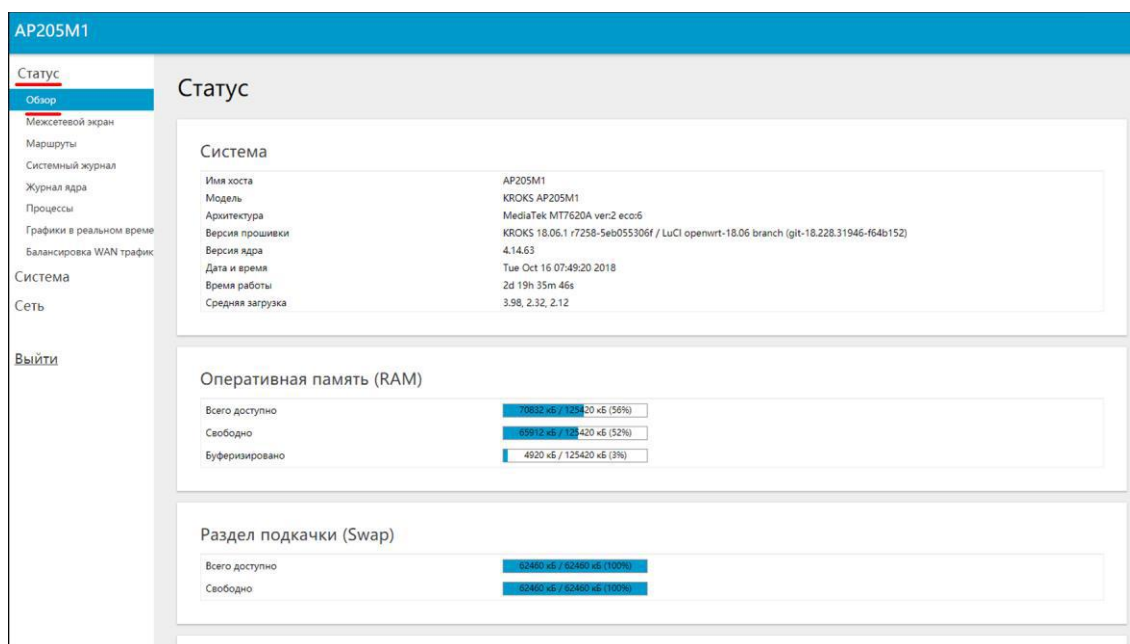 AP205M1
Статус
Обзор
Межсетевой экран
Маршруты
Системный журнал
Журнал ядра
Процессы
Графики в реальном време
Балансировка WAN трафик
Система
Сеть
Выйти
Статус
Система
Имя хоста AP205M1
Модель KROKS AP205M1
Архитектура MediaTek MT7620A ver:2 eco:6
Версия прошивки KROKS 18.06.1 r7258-5eb055306f / LuCI openwrt-18.06 branch (git-18.228.31946-f64b152)
Версия ядра 4.14.63
Дата и время Tue Oct 16 07:49:20 2018
Время работы 2d 19h 35m 46s
Средняя загрузка 3.98, 2.32, 2.12
Оперативная память (RAM)
Всего доступно 70832 кБ / 125420 кБ (56%)
Свободно 65912 кБ / 125420 кБ (52%)
Буферизировано 4920 кБ / 125420 кБ (3%)
Раздел подкачки (Swap)
Всего доступно 62460 кБ / 62460 кБ (100%)
Свободно 62460 кБ / 62460 кБ (100%)